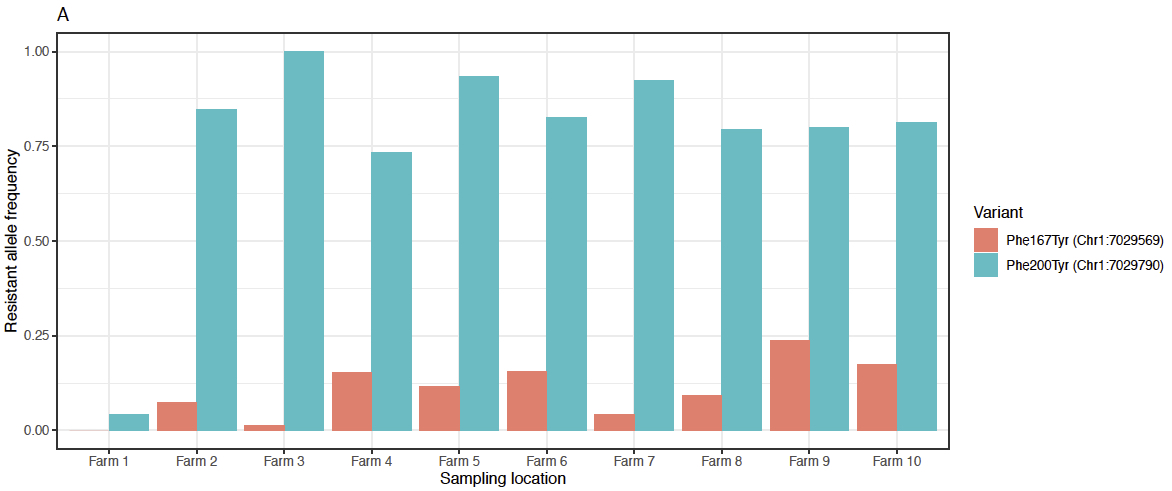 A
Resistant allele frequency
1.00
0.75
0.50
0.25
0.00
Farm 1 Farm 2 Farm 3 Farm 4 Farm 5 Farm 6 Farm 7 Farm 8 Farm 9 Farm 10
Sampling location
Variant
Phe167Tyr (Chr1:7029569)
Phe200Tyr (Chr1:7029790)